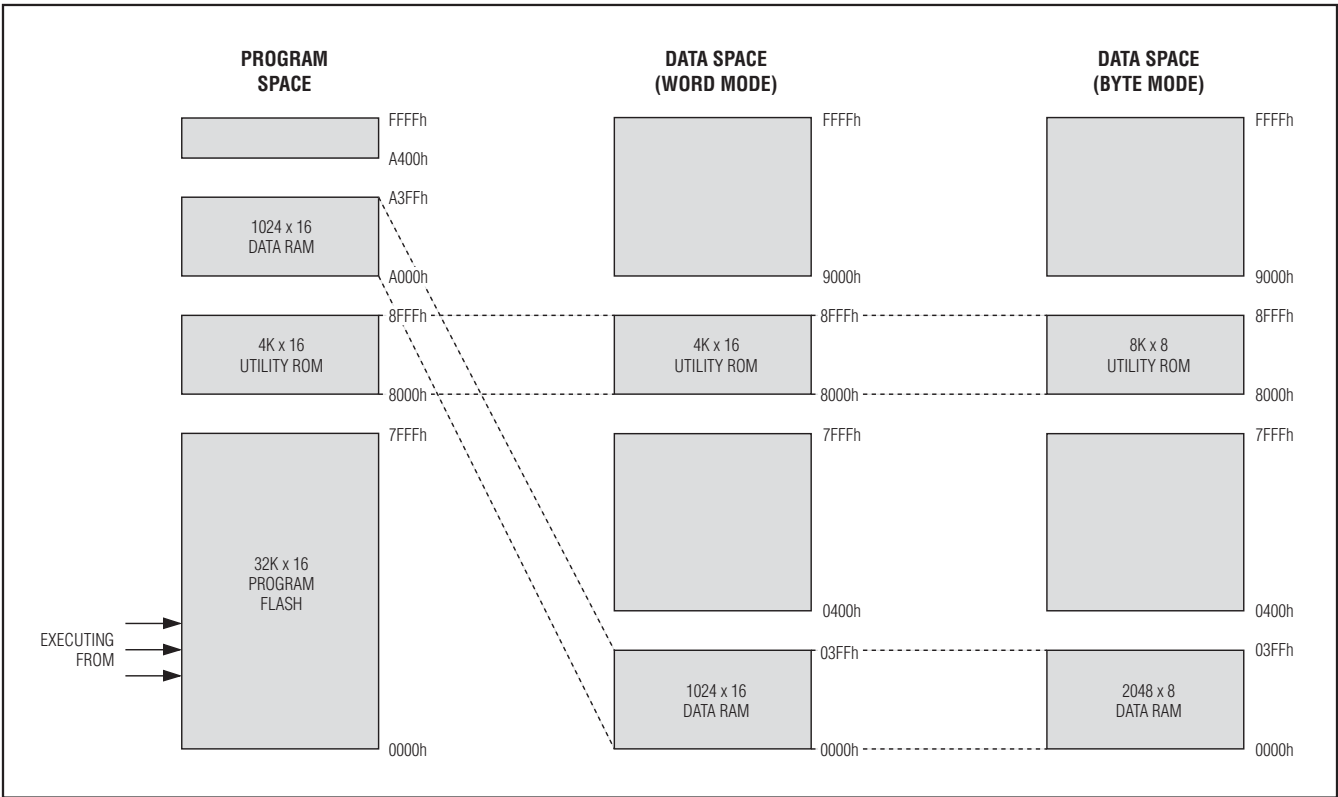 PROGRAM
SPACE
FFFFh
A400h
A3FFh
1024 x 16
DATA RAM
A000h
8FFFh
4K x 16
UTILITY ROM
8000h
7FFFh
32K x 16
PROGRAM
FLASH
EXECUTING
FROM
0000h
DATA SPACE
(WORD MODE)
FFFFh
9000h
8FFFh
4K x 16
UTILITY ROM
8000h
7FFFh
0400h
03FFh
1024 x 16
DATA RAM
0000h
DATA SPACE
(BYTE MODE)
FFFFh
9000h
8FFFh
8K x 8
UTILITY ROM
8000h
7FFFh
0400h
03FFh
2048 x 8
DATA RAM
0000h